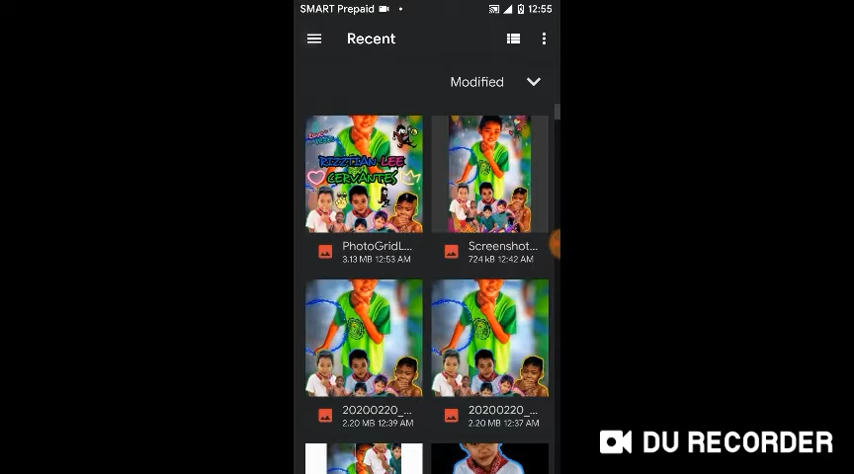 SMART Prepaid 12:55
Recent
Modified
RIZZTIAN LEE
CERVANTES
PhotoGridL...
3.13 MB 12:53 AM
Screenshot...
724 kB 12:42 AM
20200220_...
2.20 MB 12:39 AM
20200220_...
2.20 MB 12:37 AM
DU RECORDER